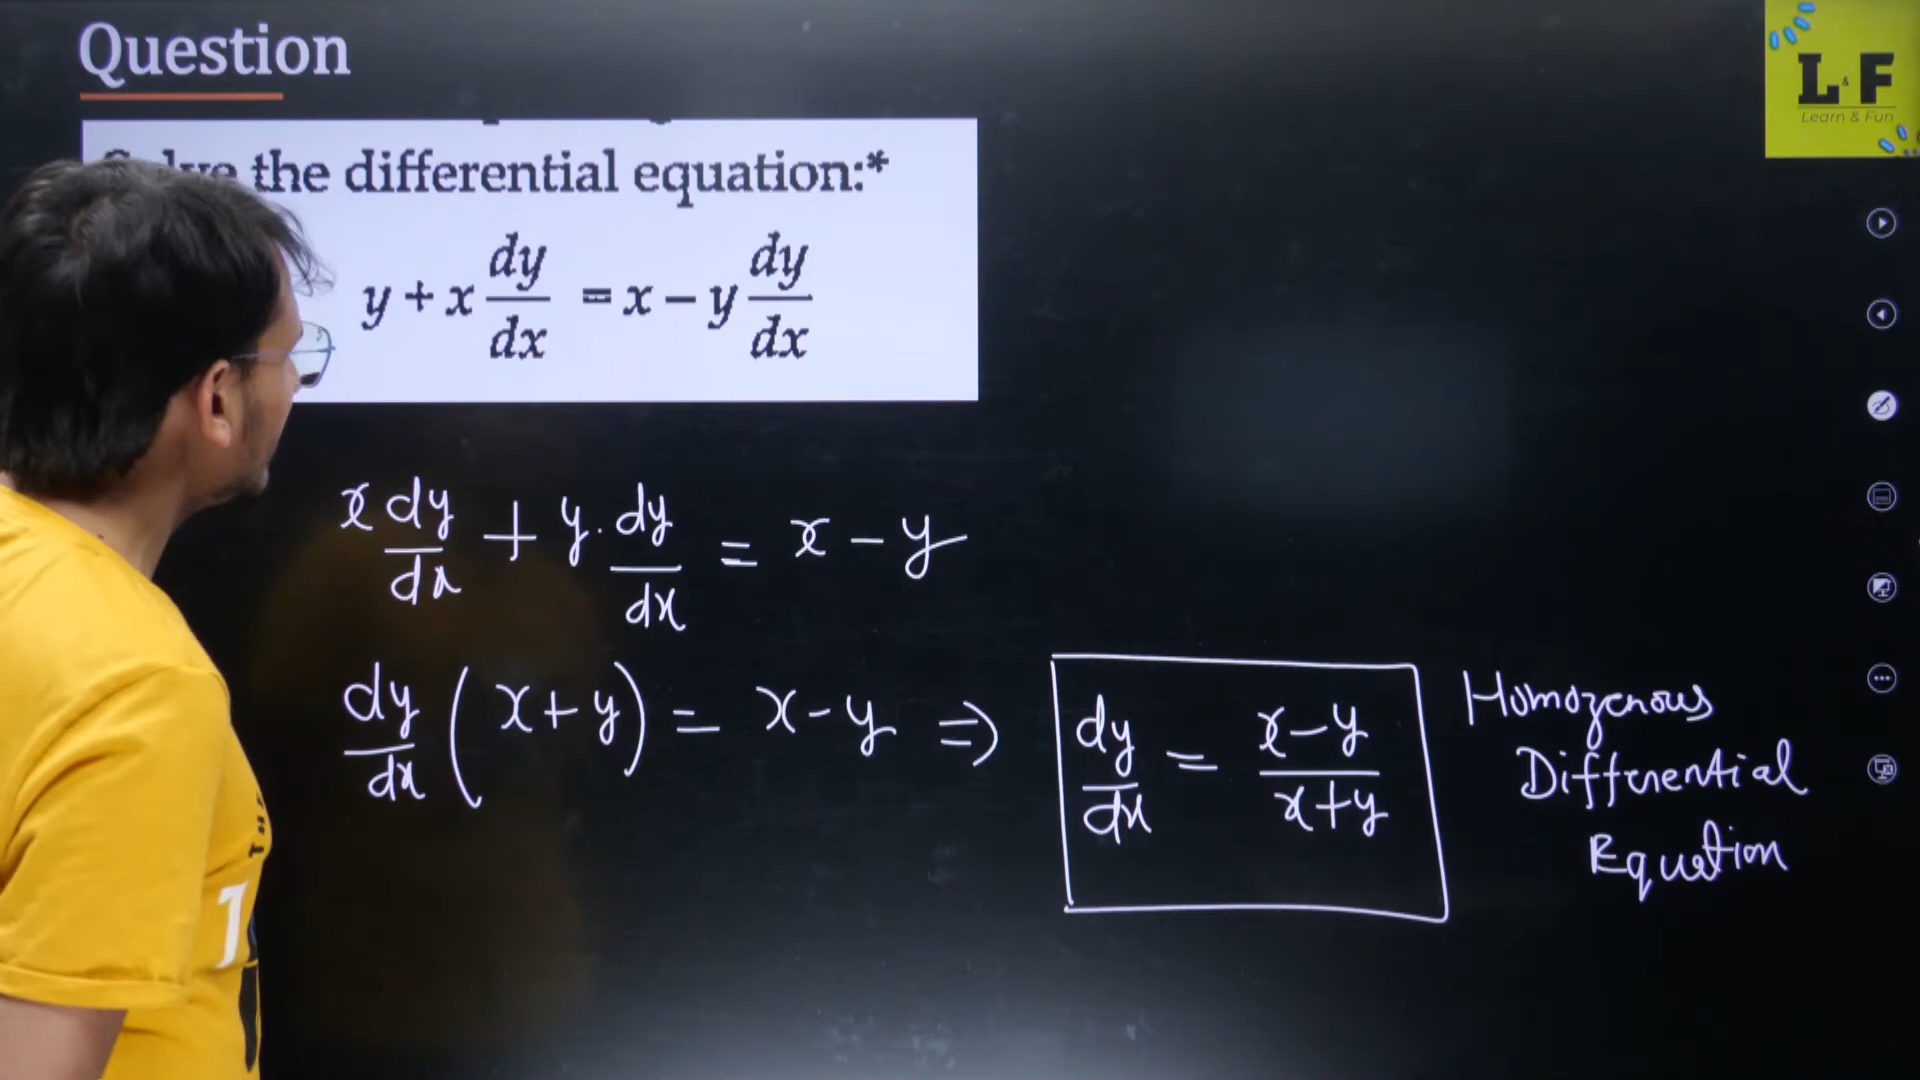 Question
L & F
Learn & Fun
the differential equation:*
y + x dy/dx = x − y dy/dx
x dy/dx + y. dy/dx = x − y
dy/dx (x+y) = x−y ⇒ dy/dx = x−y/x+y
Homogenous
Differential
Equation
THE
T